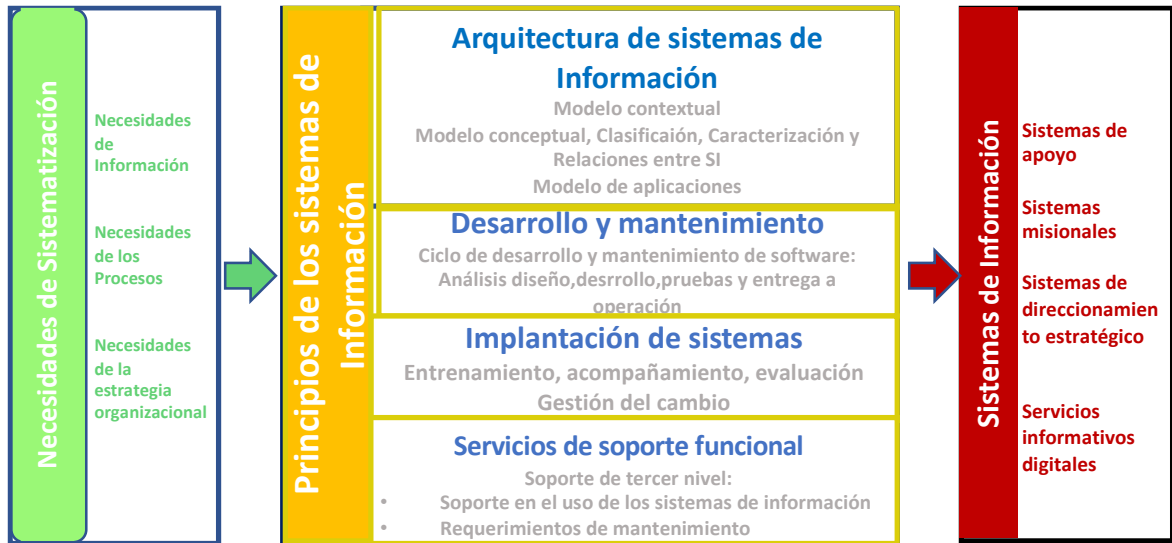 Necesidades de Sistematización
Necesidades
de
Información
Necesidades
de los
Procesos
Necesidades
de la
estrategia
organizacional
Principios de los sistemas de
Información
Arquitectura de sistemas de
Información
Modelo contextual
Modelo conceptual, Clasificaión, Caracterización y
Relaciones entre SI
Modelo de aplicaciones
Desarrollo y mantenimiento
Ciclo de desarrollo y mantenimiento de software:
Análisis diseño,desrrollo,pruebas y entrega a
operación
Implantación de sistemas
Entrenamiento, acompañamiento, evaluación
Gestión del cambio
Servicios de soporte funcional
Soporte de tercer nivel:
• Soporte en el uso de los sistemas de información
• Requerimientos de mantenimiento
Sistemas de Información
Sistemas de
apoyo
Sistemas
misionales
Sistemas de
direccionamien
to estratégico
Servicios
informativos
digitales